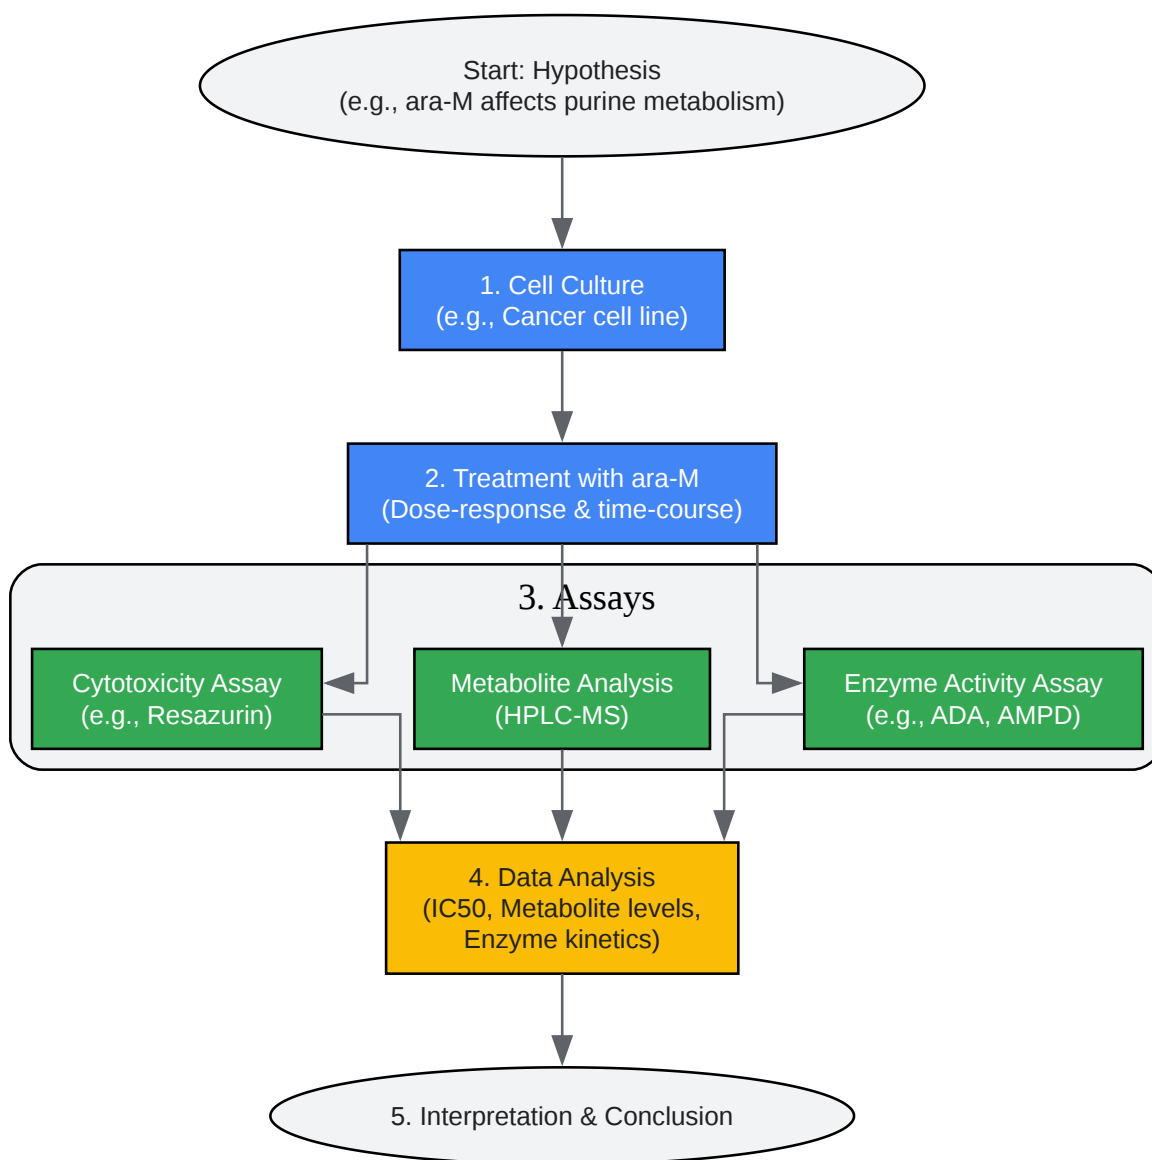 Start: Hypothesis
(e.g., ara-M affects purine metabolism)
1. Cell Culture
(e.g., Cancer cell line)
2. Treatment with ara-M
(Dose-response & time-course)
3. Assays
Cytotoxicity Assay
(e.g., Resazurin)
Metabolite Analysis
(HPLC-MS)
Enzyme Activity Assay
(e.g., ADA, AMPD)
4. Data Analysis
(IC50, Metabolite levels,
Enzyme kinetics)
5. Interpretation & Conclusion